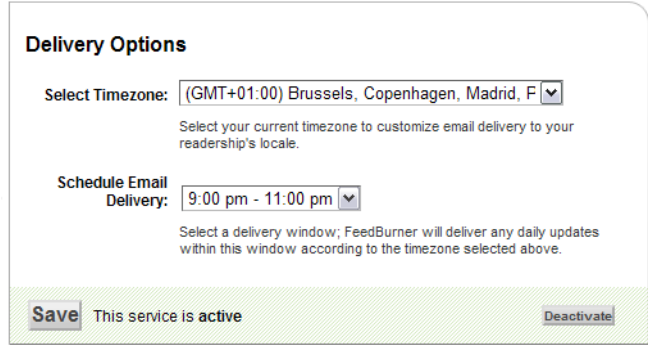 Delivery Options
Select Timezone: (GMT+01:00) Brussels, Copenhagen, Madrid, F
Select your current timezone to customize email delivery to your
readership's locale.
Schedule Email
Delivery: 9:00 pm - 11:00 pm
Select a delivery window; FeedBurner will deliver any daily updates
within this window according to the timezone selected above.
Save This service is active Deactivate